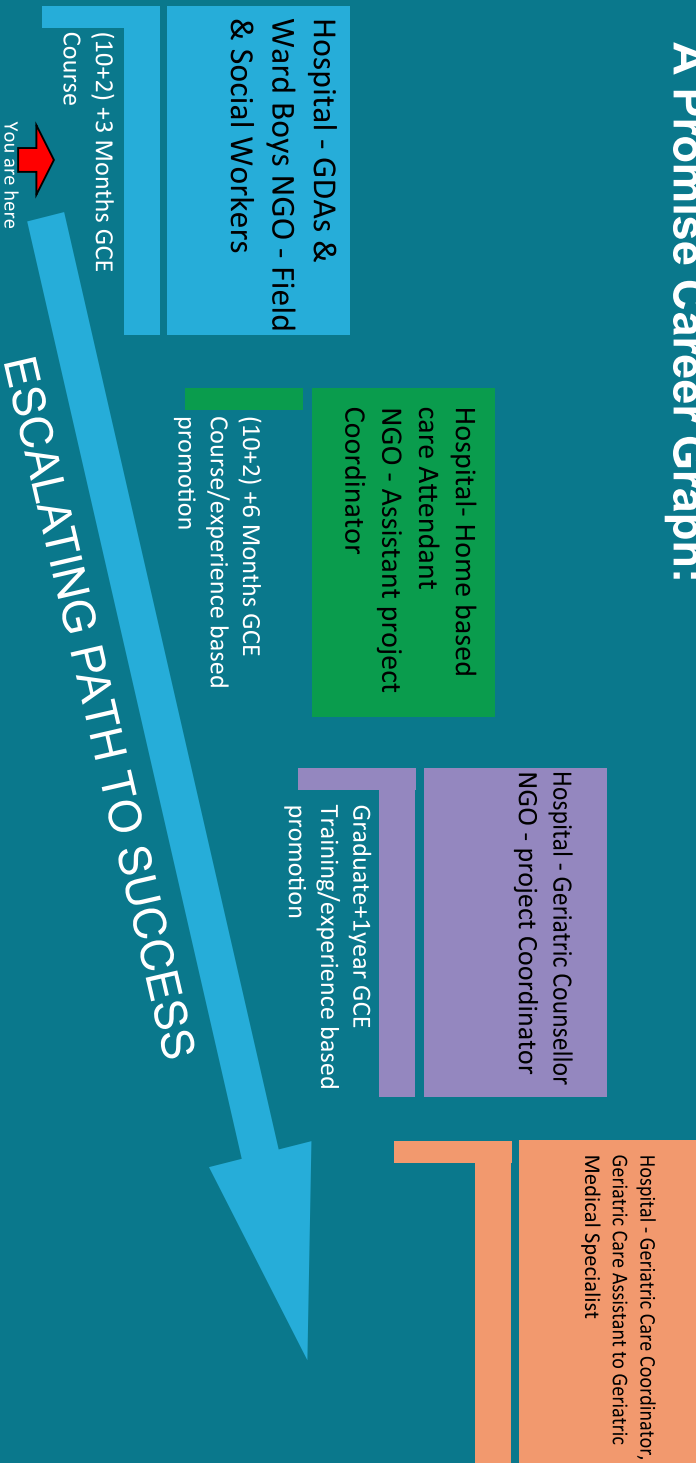 A Promise Career Graph:
Hospital - GDAs &
Ward Boys NGO - Field
& Social Workers
(10+2) +3 Months GCE
Course
You are here
Hospital- Home based
care Attendant
NGO - Assistant project
Coordinator
(10+2) +6 Months GCE
Course/experience based
promotion
Hospital - Geriatric Counsellor
NGO - project Coordinator
Graduate+1year GCE
Training/experience based
promotion
Hospital - Geriatric Care Coordinator,
Geriatric Care Assistant to Geriatric
Medical Specialist
ESCALATING PATH TO SUCCESS